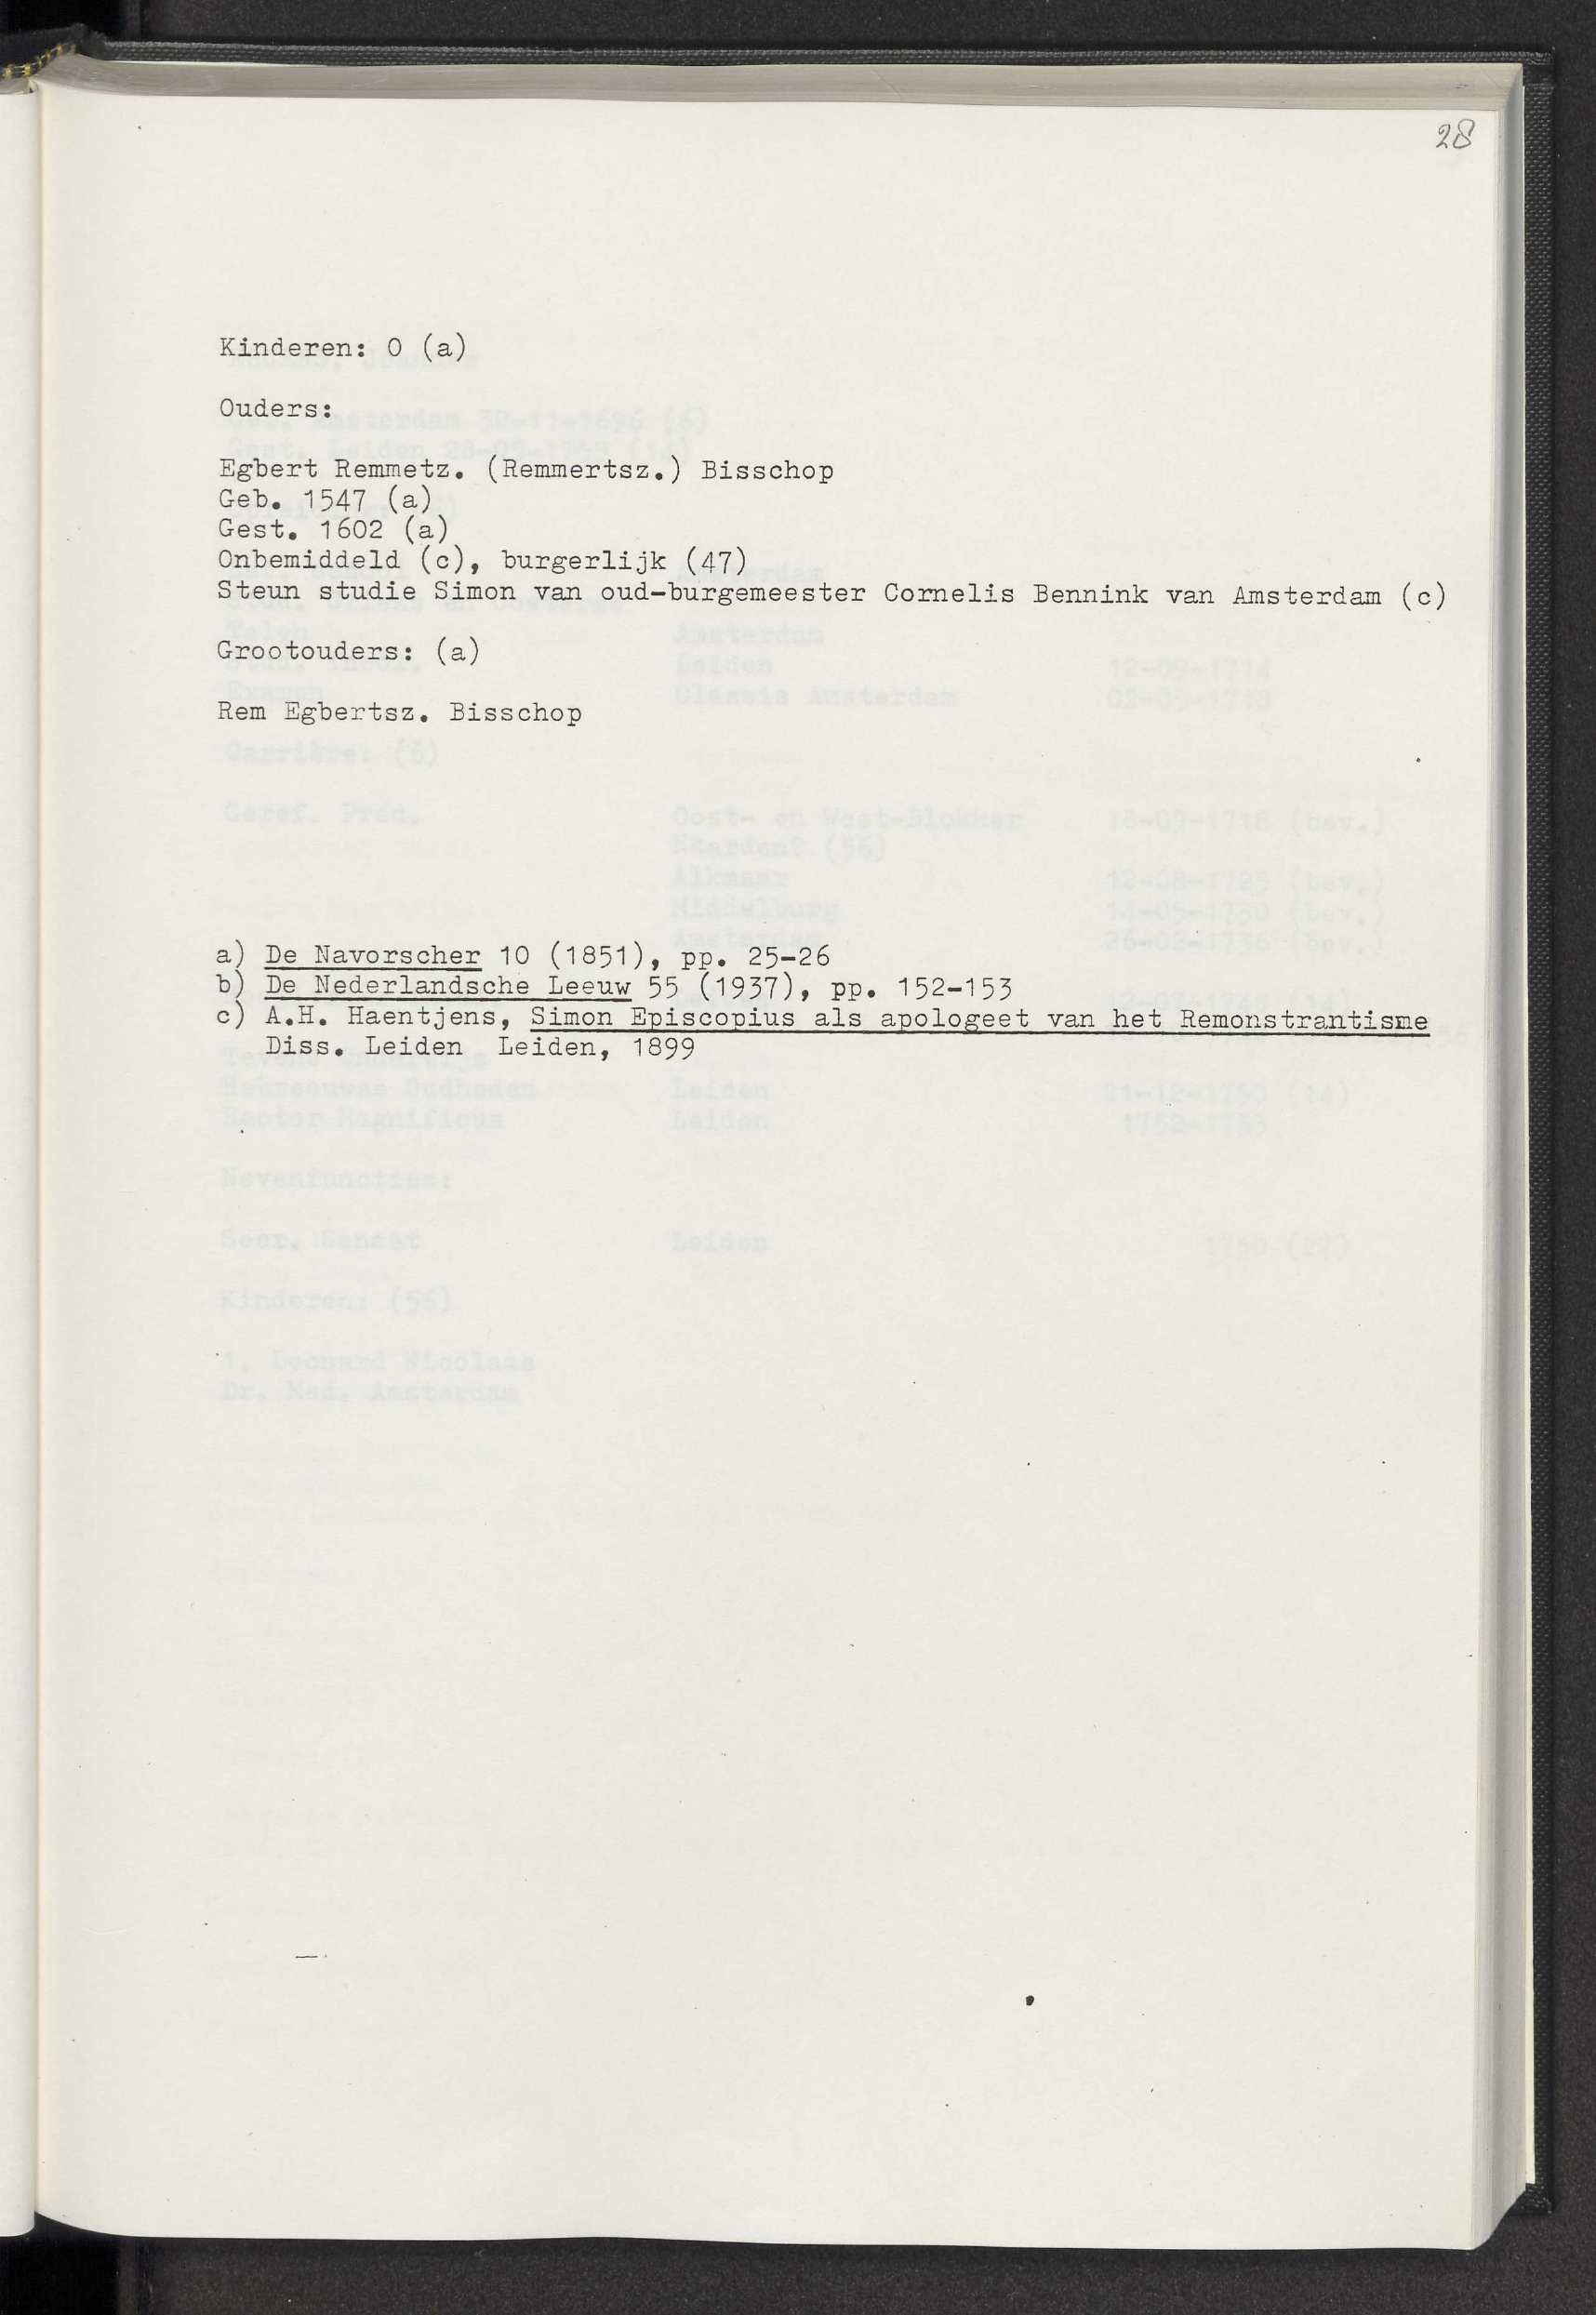 28
Kinderen: 0 (a)
Ouders:
Egbert Remmetz. (Remmertsz.) Bisschop
Geb. 1547 (a)
Gest. 1602 (a)
Onbemiddeld (c), burgerlijk (47)
Steun studie Simon van oud-burgemeester Cornelis Bennink van Amsterdam (c)
Grootouders: (a)
Rem Egbertsz. Bisschop
a) De Navorscher 10 (1851), pp. 25-26
b) De Nederlandsche Leeuw 55 (1937), pp. 152-153
c) A.H. Haentjens, Simon Episcopius als apologeet van het Remonstrantisme
Diss. Leiden Leiden, 1899